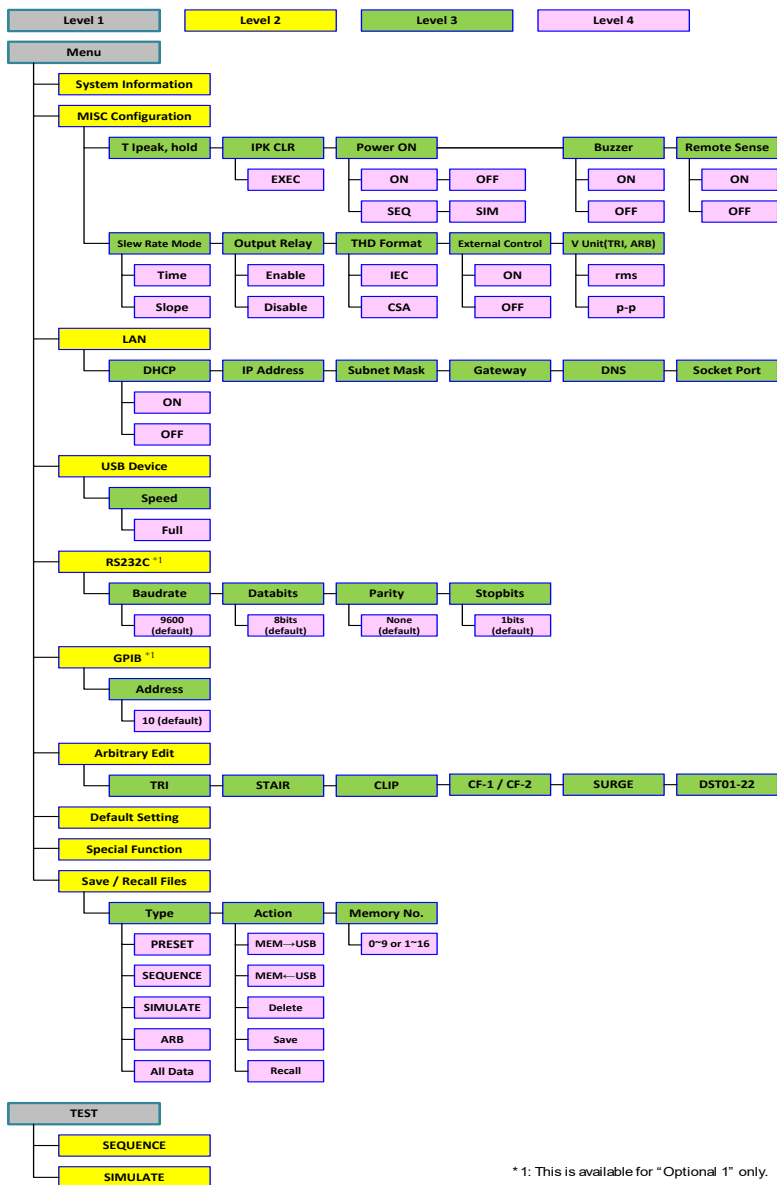 Level 1 Level 2 Level 3 Level 4
Menu
System Information
MISC Configuration
T Ipeak, hold IPK CLR Power ON Buzzer Remote Sense
EXEC ON OFF ON ON
SEQ SIM OFF OFF
Slew Rate Mode Output Relay THD Format External Control V Unit(TRI, ARB)
Time Enable IEC ON rms
Slope Disable CSA OFF p-p
LAN
DHCP IP Address Subnet Mask Gateway DNS Socket Port
ON
OFF
USB Device
Speed
Full
RS232C *1
Baudrate Databits Parity Stopbits
9600 8bits None 1bits
(default) (default) (default) (default)
GPIB *1
Address
10 (default)
Arbitrary Edit
TRI STAIR CLIP CF-1 / CF-2 SURGE DST01-22
Default Setting
Special Function
Save / Recall Files
Type Action Memory No.
PRESET MEM→USB 0~9 or 1~16
SEQUENCE MEM←USB
SIMULATE Delete
ARB Save
All Data Recall
TEST
SEQUENCE
SIMULATE
* 1: This is available for “Optional 1” only.